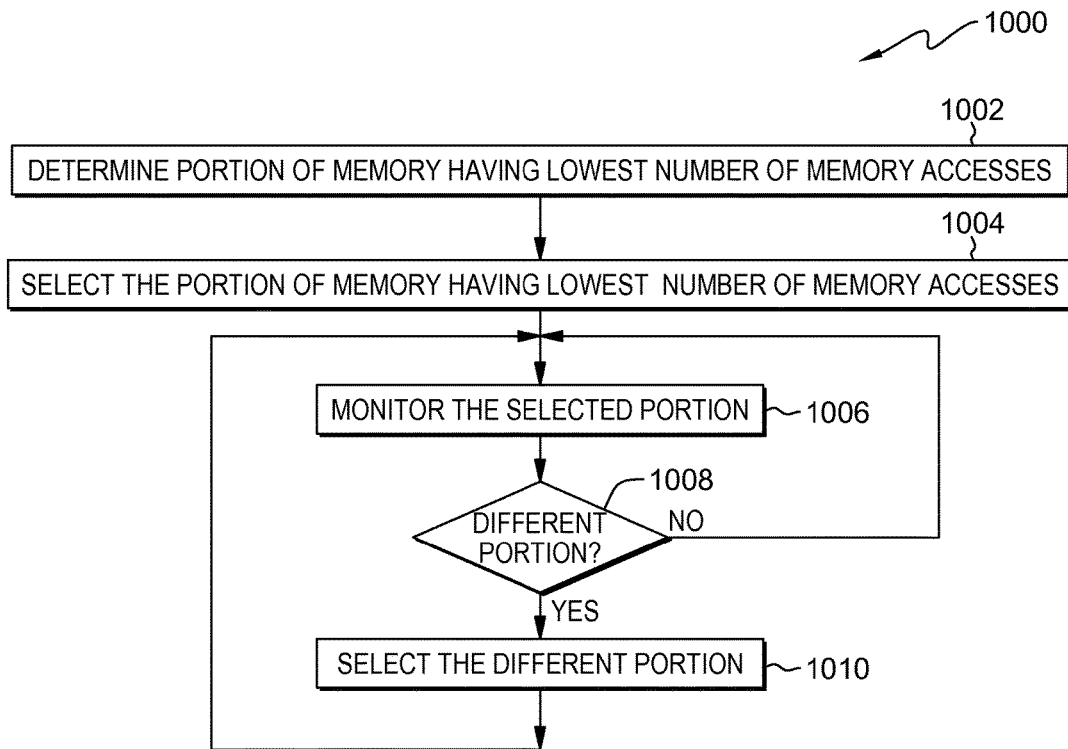 1000
1002
DETERMINE PORTION OF MEMORY HAVING LOWEST NUMBER OF MEMORY ACCESSES
1004
SELECT THE PORTION OF MEMORY HAVING LOWEST NUMBER OF MEMORY ACCESSES
MONITOR THE SELECTED PORTION
1006
1008
DIFFERENT
PORTION?
NO
YES
SELECT THE DIFFERENT PORTION
1010